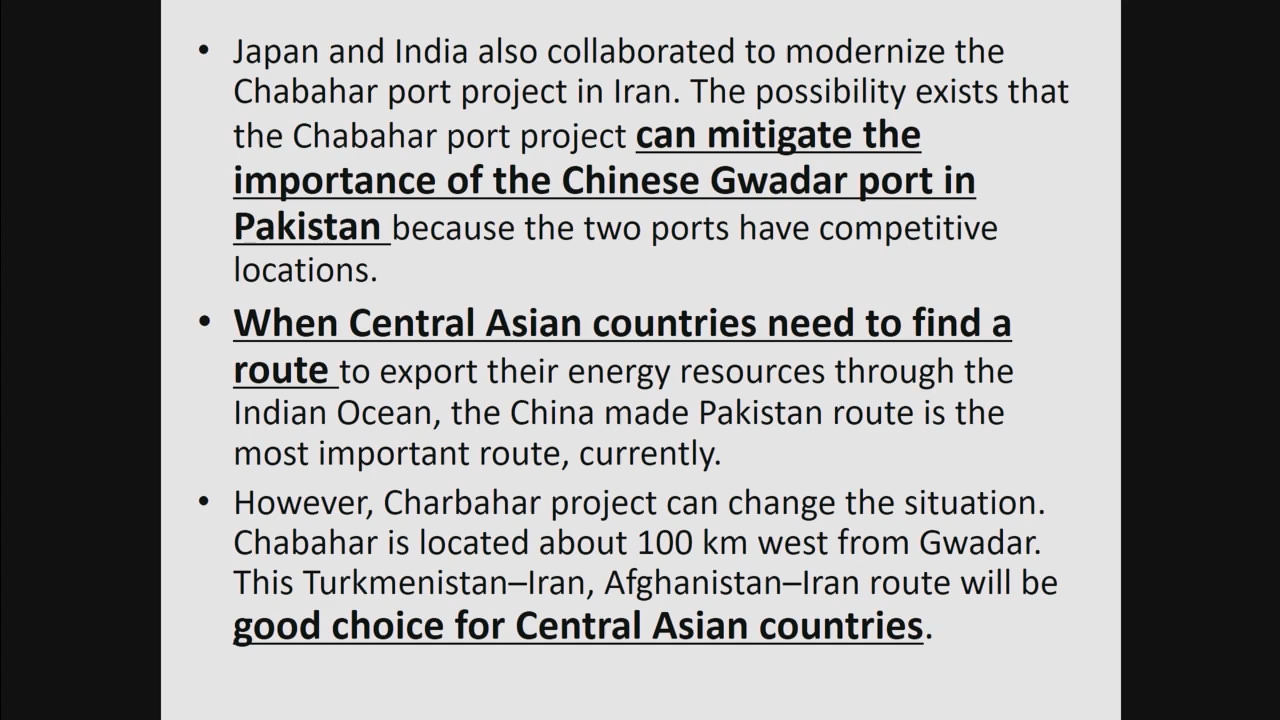 • Japan and India also collaborated to modernize the
Chabahar port project in Iran. The possibility exists that
the Chabahar port project can mitigate the
importance of the Chinese Gwadar port in
Pakistan because the two ports have competitive
locations.
• When Central Asian countries need to find a
route to export their energy resources through the
Indian Ocean, the China made Pakistan route is the
most important route, currently.
• However, Charbahar project can change the situation.
Chabahar is located about 100 km west from Gwadar.
This Turkmenistan–Iran, Afghanistan–Iran route will be
good choice for Central Asian countries.